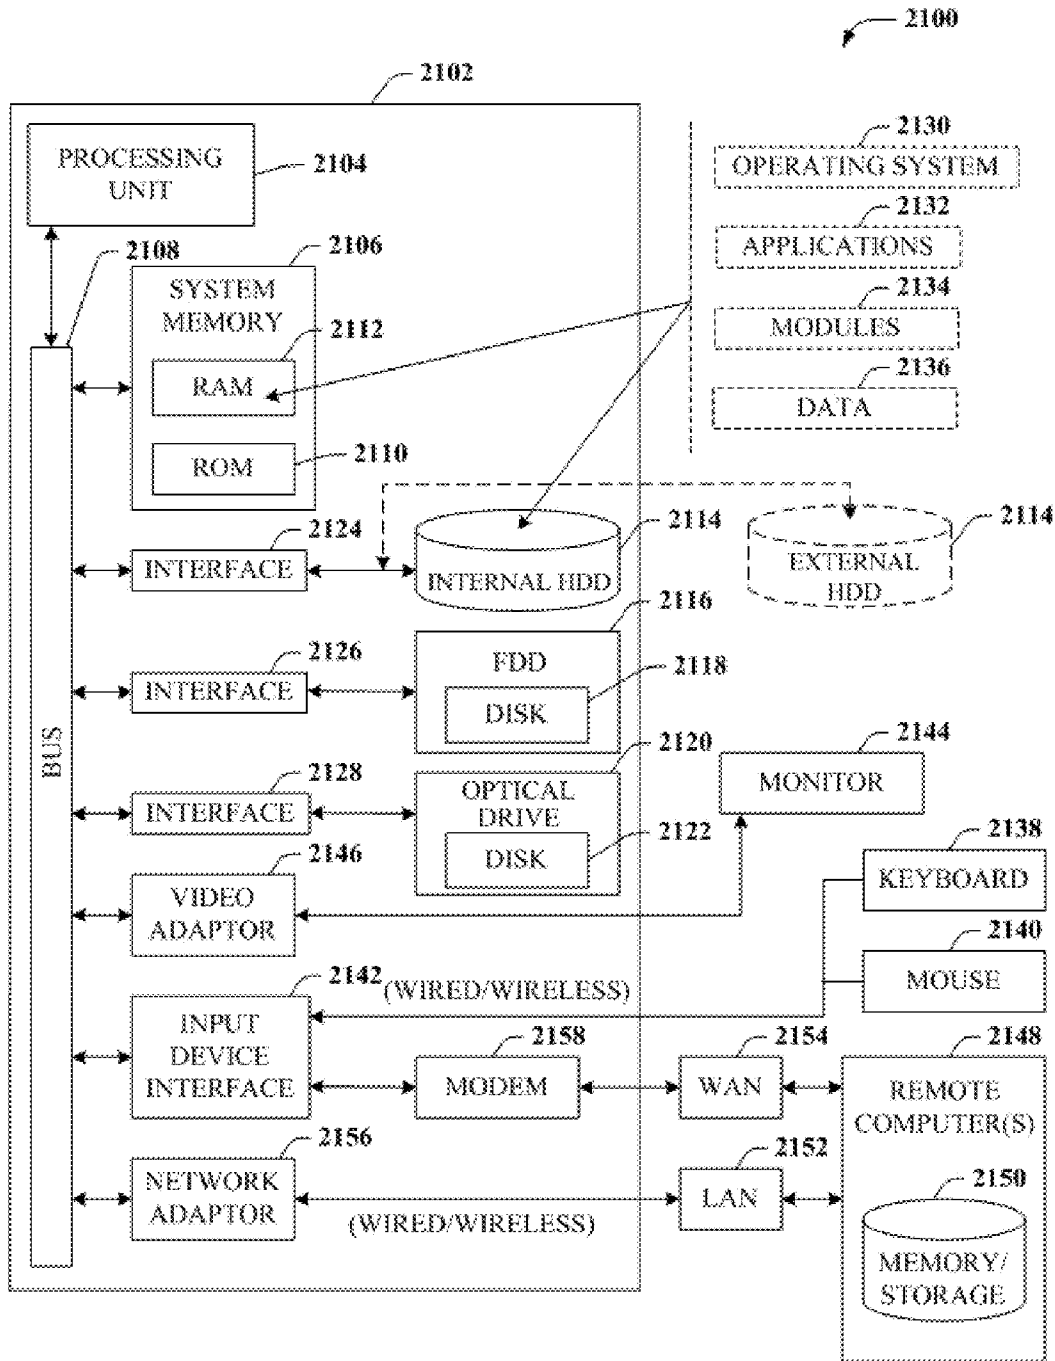 2100
2102
PROCESSING
UNIT
2104
2130
OPERATING SYSTEM
2132
APPLICATIONS
2134
MODULES
2136
DATA
2108
2106
SYSTEM
MEMORY
2112
RAM
2110
ROM
BUS
2124
INTERFACE
2114
INTERNAL HDD
2114
EXTERNAL
HDD
2126
INTERFACE
2116
FDD
2118
DISK
2128
INTERFACE
2120
OPTICAL
DRIVE
2122
DISK
2144
MONITOR
2146
VIDEO
ADAPTOR
2138
KEYBOARD
2140
MOUSE
2142
(WIRED/WIRELESS)
INPUT
DEVICE
INTERFACE
2158
MODEM
2154
WAN
2148
REMOTE
COMPUTER(S)
2156
NETWORK
ADAPTOR
(WIRED/WIRELESS)
2152
LAN
2150
MEMORY/
STORAGE